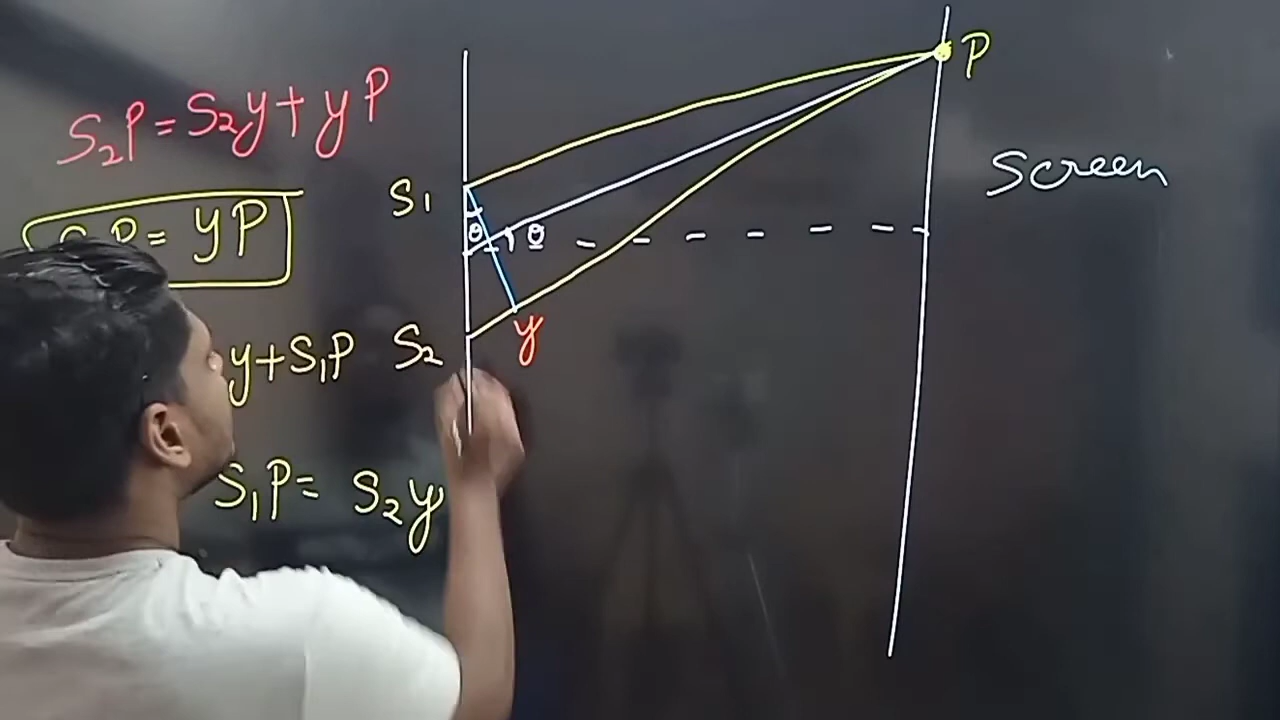 S₂P = S₂y + yP
P = yP
y + S₁P
S₁P = S₂y
P
Screen
S₁
θ θ
S₂
y